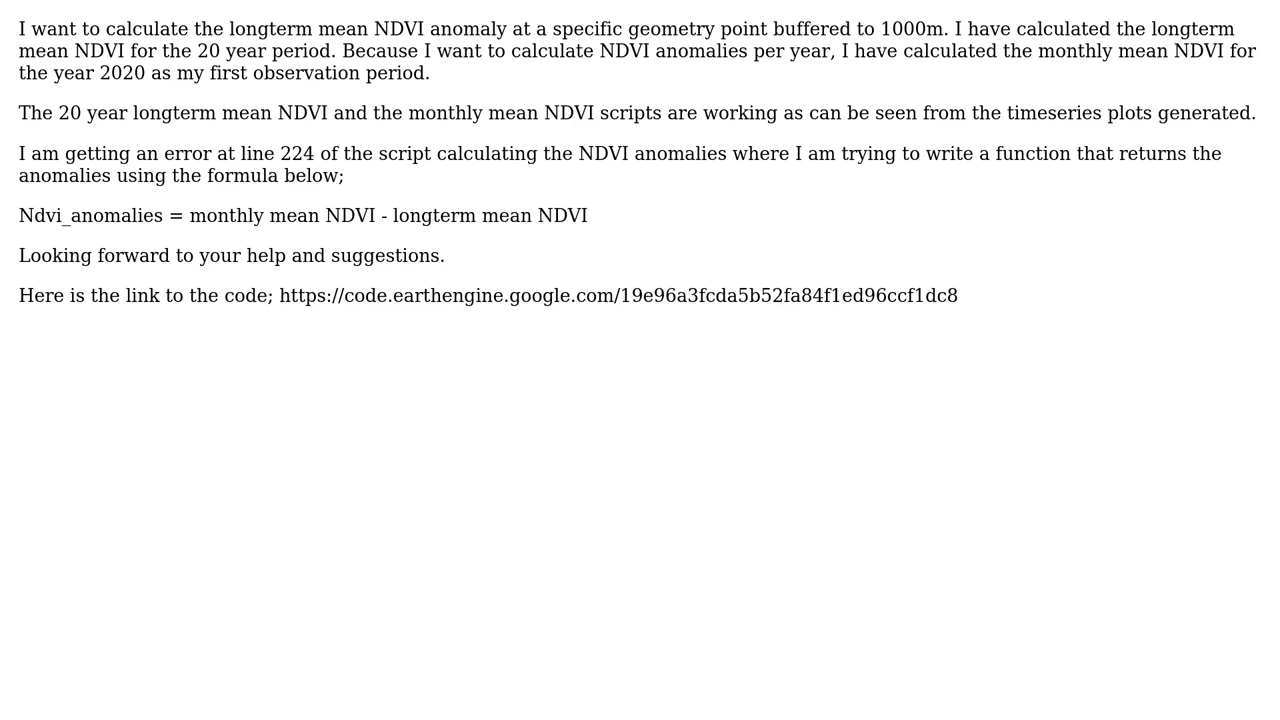 I want to calculate the longterm mean NDVI anomaly at a specific geometry point buffered to 1000m. I have calculated the longterm
mean NDVI for the 20 year period. Because I want to calculate NDVI anomalies per year, I have calculated the monthly mean NDVI for
the year 2020 as my first observation period.
The 20 year longterm mean NDVI and the monthly mean NDVI scripts are working as can be seen from the timeseries plots generated.
I am getting an error at line 224 of the script calculating the NDVI anomalies where I am trying to write a function that returns the
anomalies using the formula below;
Ndvi_anomalies = monthly mean NDVI - longterm mean NDVI
Looking forward to your help and suggestions.
Here is the link to the code; https://code.earthengine.google.com/19e96a3fcda5b52fa84f1ed96ccf1dc8